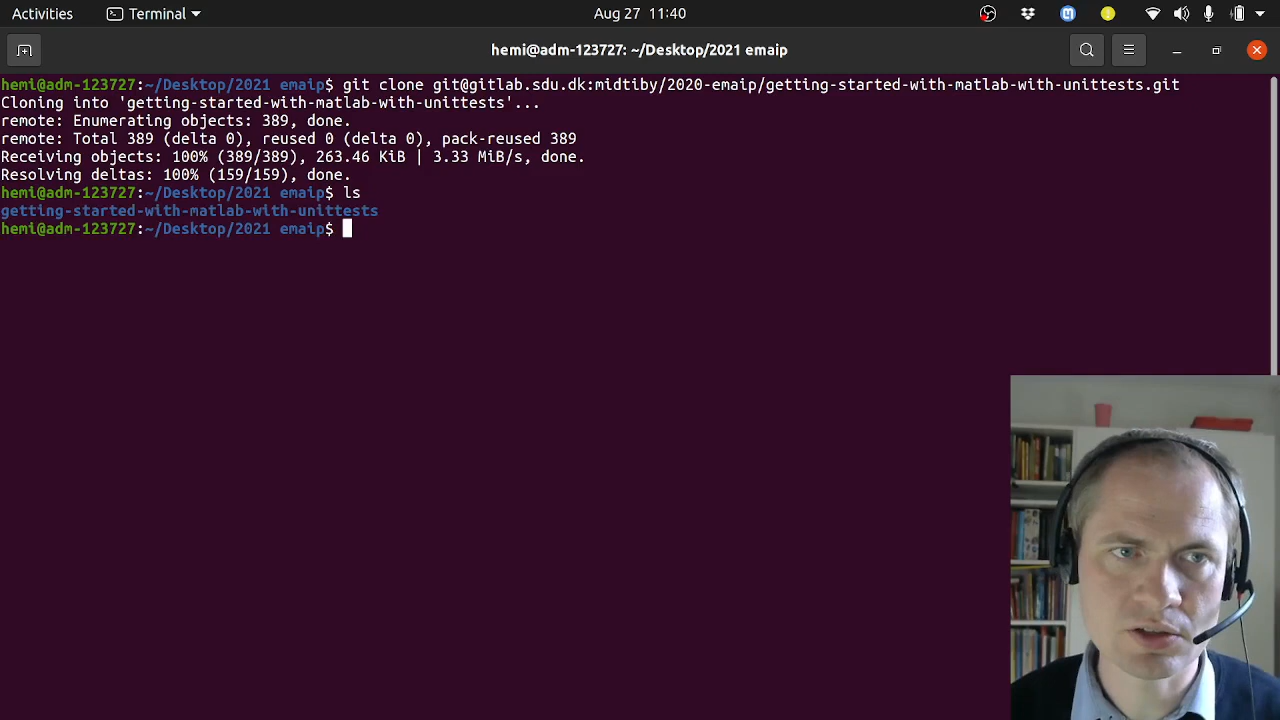 Activities Terminal Aug 27 11:40
hemi@adm-123727: ~/Desktop/2021 emaip
hemi@adm-123727:~/Desktop/2021 emaip$ git clone git@gitlab.sdu.dk:midtiby/2020-emaip/getting-started-with-matlab-with-unittests.git
Cloning into 'getting-started-with-matlab-with-unittests'...
remote: Enumerating objects: 389, done.
remote: Total 389 (delta 0), reused 0 (delta 0), pack-reused 389
Receiving objects: 100% (389/389), 263.46 KiB | 3.33 MiB/s, done.
Resolving deltas: 100% (159/159), done.
hemi@adm-123727:~/Desktop/2021 emaip$ ls
getting-started-with-matlab-with-unittests
hemi@adm-123727:~/Desktop/2021 emaip$